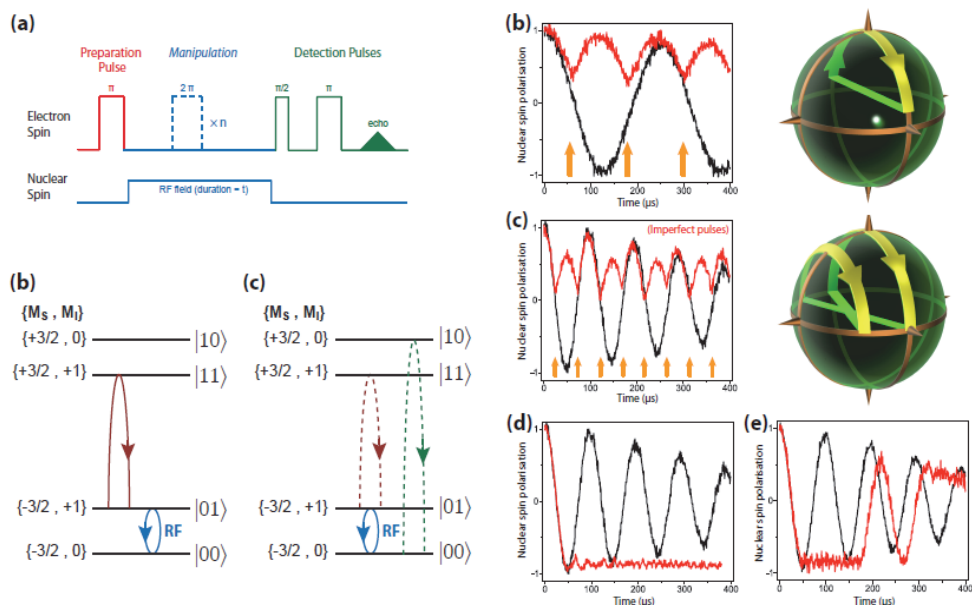 (a)
Preparation
Pulse
Manipulation
Detection Pulses
π
2 π
π/2
π
Electron
Spin
× n
echo
Nuclear
Spin
RF field (duration = t)
(b)
{M_S , M_I}
{+3/2 , 0}
|10⟩
{+3/2 , +1}
|11⟩
{-3/2 , +1}
|01⟩
RF
{-3/2 , 0}
|00⟩
(c)
{M_S , M_I}
{+3/2 , 0}
|10⟩
{+3/2 , +1}
|11⟩
{-3/2 , +1}
|01⟩
RF
{-3/2 , 0}
|00⟩
(b)
Nuclear spin polarisation
1
0
-1
0 100 200 300 400
Time (μs)
(c)
(Imperfect pulses)
Nuclear spin polarisation
1
0
-1
0 100 200 300 400
Time (μs)
(d)
Nuclear spin polarisation
1
0
-1
0 100 200 300 400
Time (μs)
(e)
Nuclear spin polarisation
1
0
-1
0 100 200 300 400
Time (μs)